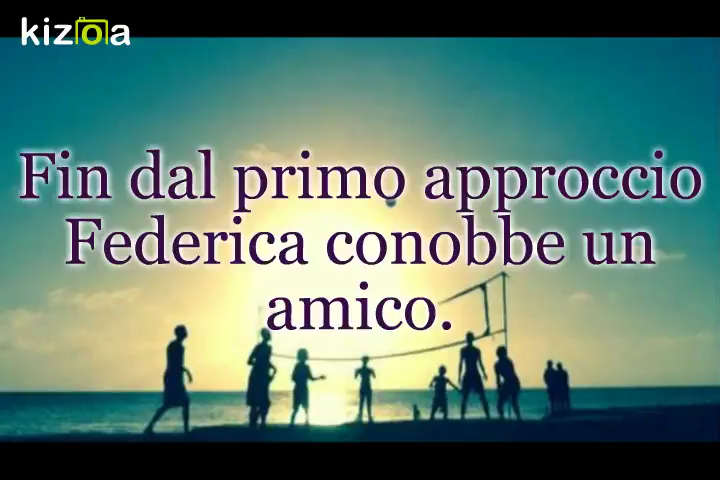 kizoa
Fin dal primo approccio
Federica conobbe un
amico.